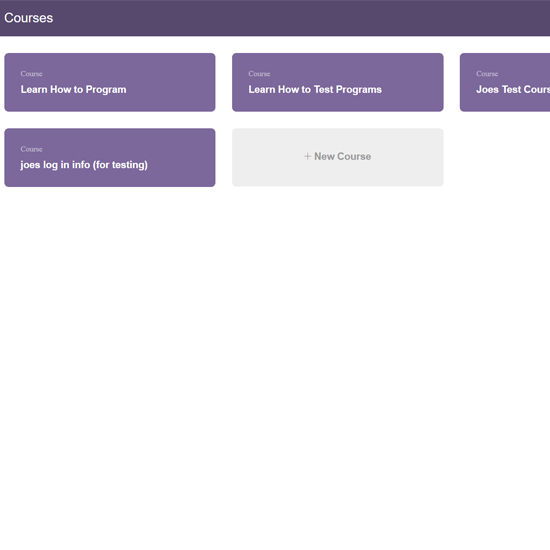 Courses
Course
Learn How to Program
Course
Learn How to Test Programs
Course
Joes Test Cours
Course
joes log in info (for testing)
+ New Course